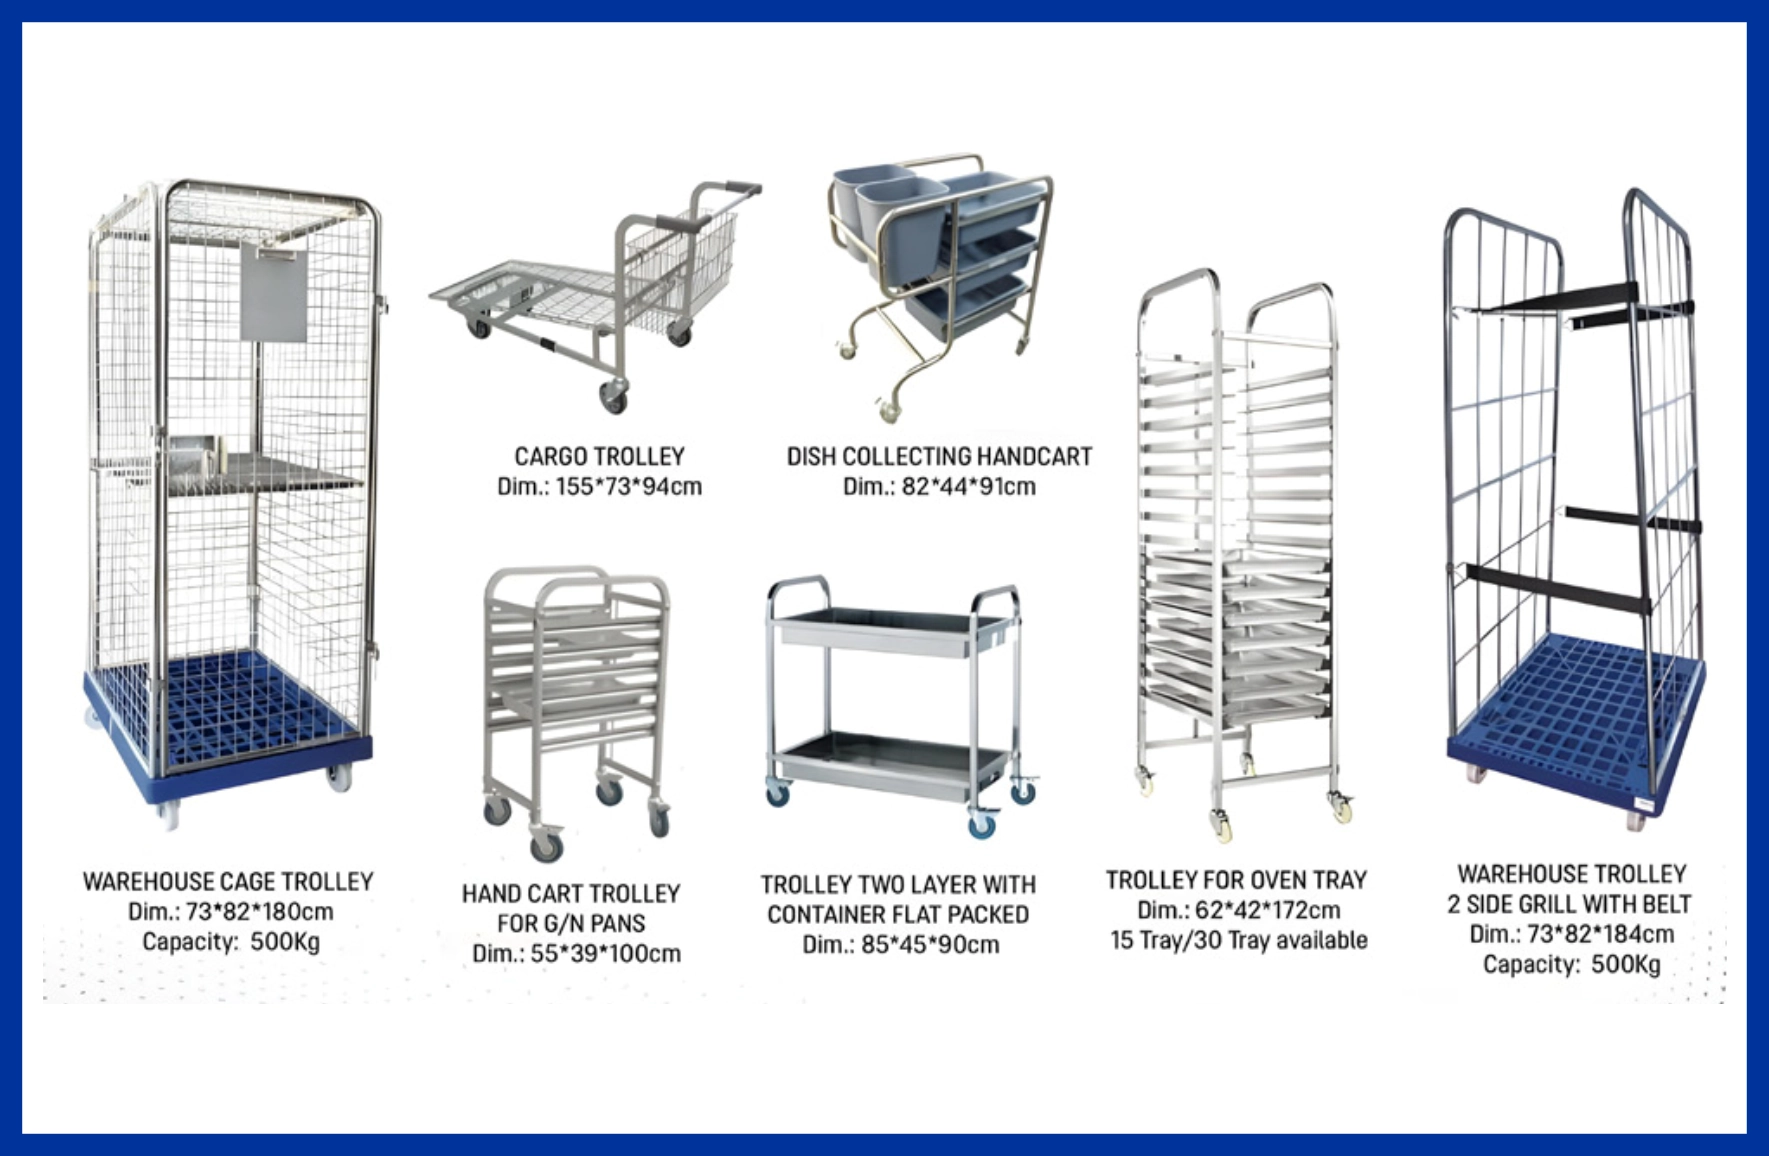 CARGO TROLLEY
Dim.: 155*73*94cm
DISH COLLECTING HANDCART
Dim.: 82*44*91cm
WAREHOUSE CAGE TROLLEY
Dim.: 73*82*180cm
Capacity: 500Kg
HAND CART TROLLEY
FOR G/N PANS
Dim.: 55*39*100cm
TROLLEY TWO LAYER WITH
CONTAINER FLAT PACKED
Dim.: 85*45*90cm
TROLLEY FOR OVEN TRAY
Dim.: 62*42*172cm
15 Tray/30 Tray available
WAREHOUSE TROLLEY
2 SIDE GRILL WITH BELT
Dim.: 73*82*184cm
Capacity: 500Kg